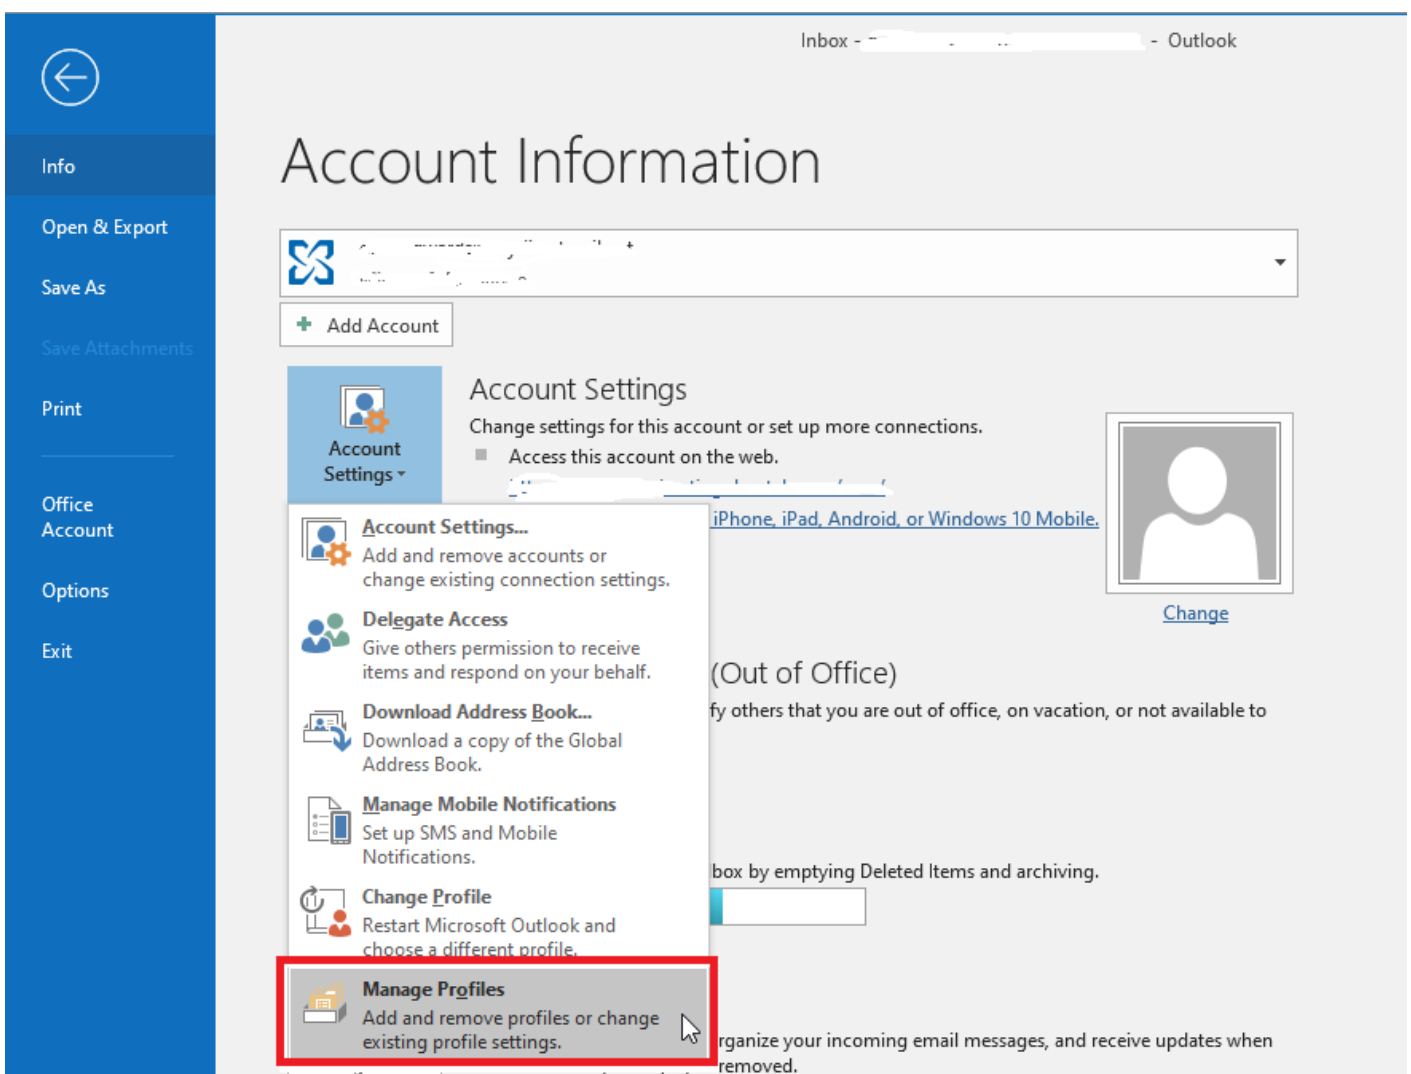 Inbox - - Outlook
Info
Open & Export
Save As
Save Attachments
Print
Office
Account
Options
Exit
Account Information
Add Account
Account
Settings
Account Settings
Change settings for this account or set up more connections.
Access this account on the web.
iPhone, iPad, Android, or Windows 10 Mobile.
Change
Account Settings...
Add and remove accounts or
change existing connection settings.
Delegate Access
Give others permission to receive
items and respond on your behalf.
Download Address Book...
Download a copy of the Global
Address Book.
Manage Mobile Notifications
Set up SMS and Mobile
Notifications.
Change Profile
Restart Microsoft Outlook and
choose a different profile.
Manage Profiles
Add and remove profiles or change
existing profile settings.
(Out of Office)
fy others that you are out of office, on vacation, or not available to
box by emptying Deleted Items and archiving.
rganize your incoming email messages, and receive updates when
removed.